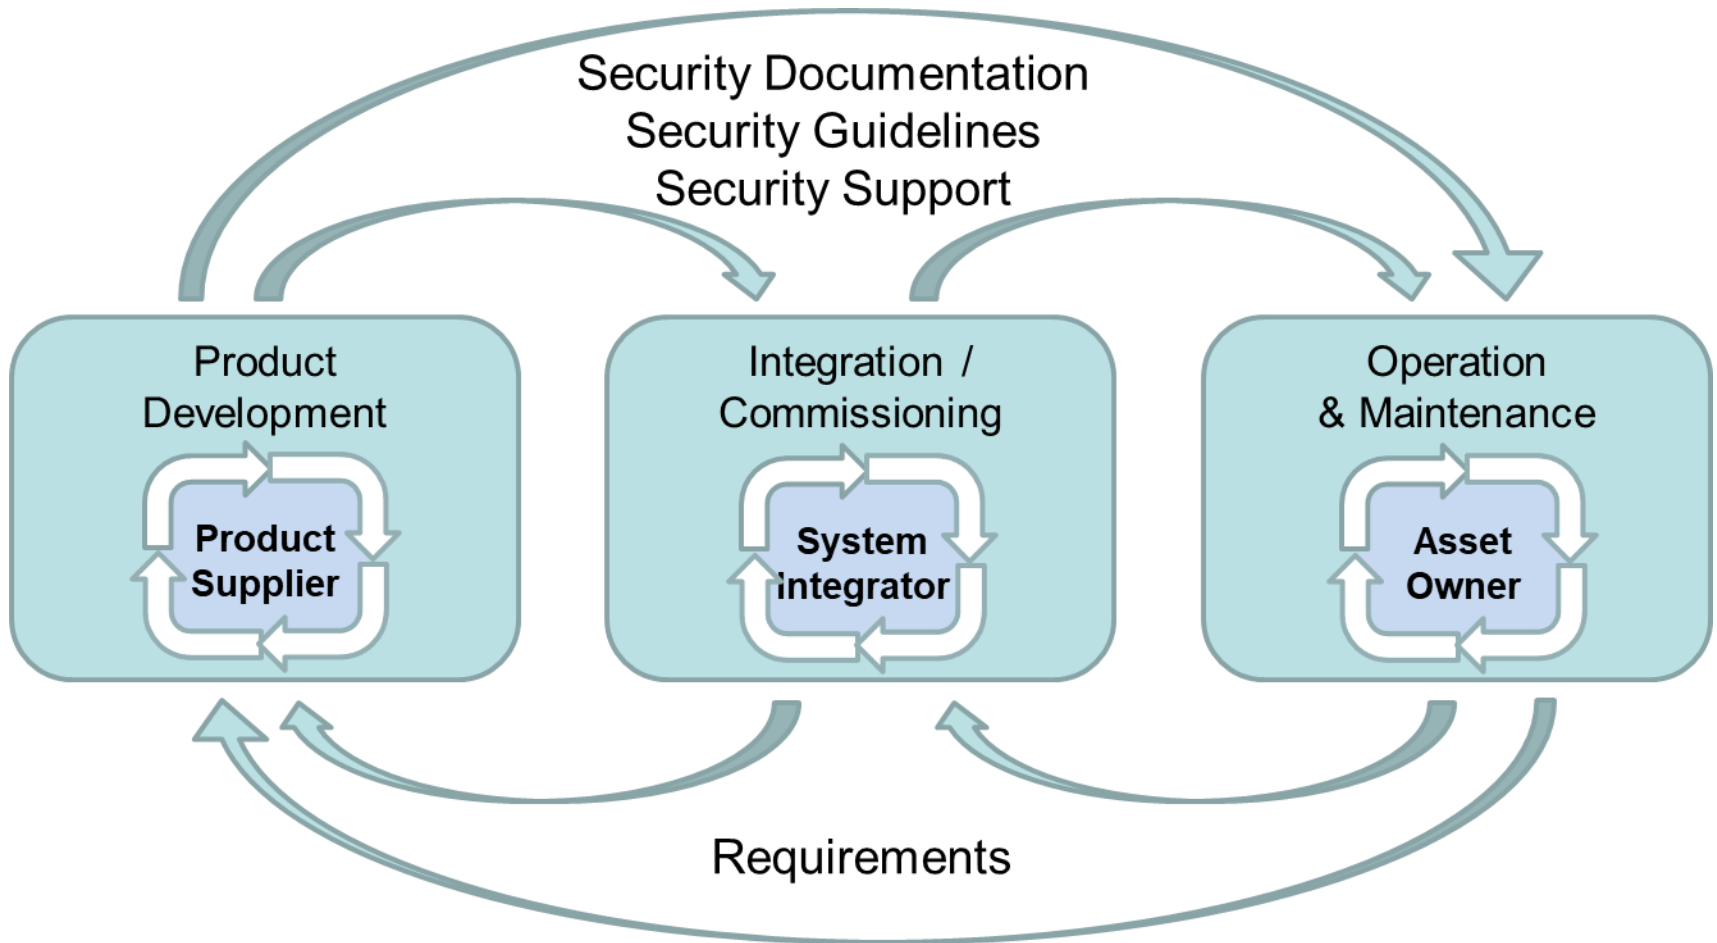 Security Documentation
Security Guidelines
Security Support
Product
Development
Product
Supplier
Integration /
Commissioning
System
Integrator
Operation
& Maintenance
Asset
Owner
Requirements